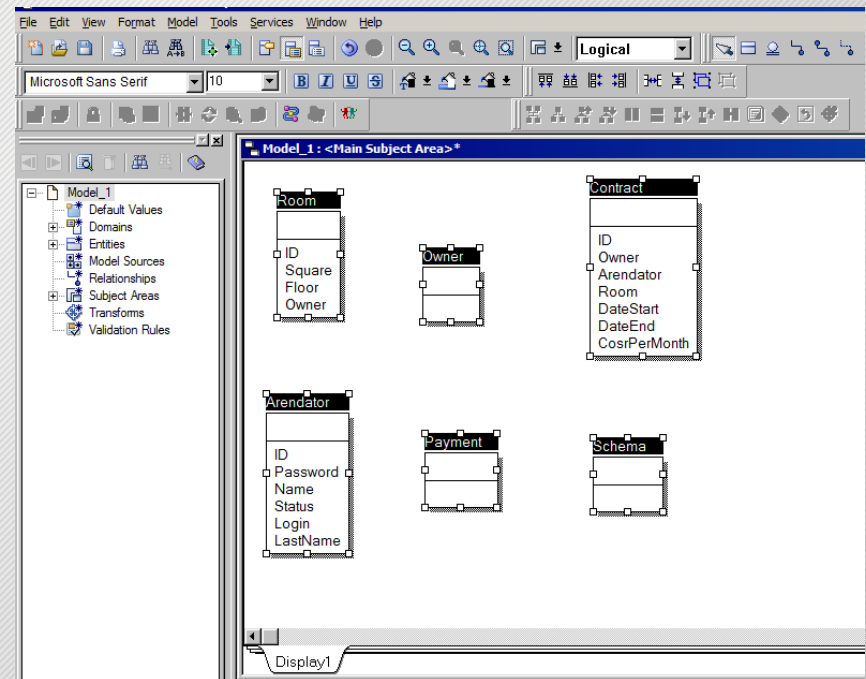 File Edit View Format Model Tools Services Window Help
Logical
Microsoft Sans Serif 10 B I U S
Model_1 : <Main Subject Area>*
Model_1
Default Values
Domains
Entities
Model Sources
Relationships
Subject Areas
Transforms
Validation Rules
Room
ID
Square
Floor
Owner
Owner
Contract
ID
Owner
Arendator
Room
DateStart
DateEnd
CosrPerMonth
Arendator
ID
Password
Name
Status
Login
LastName
Payment
Schema
Display1